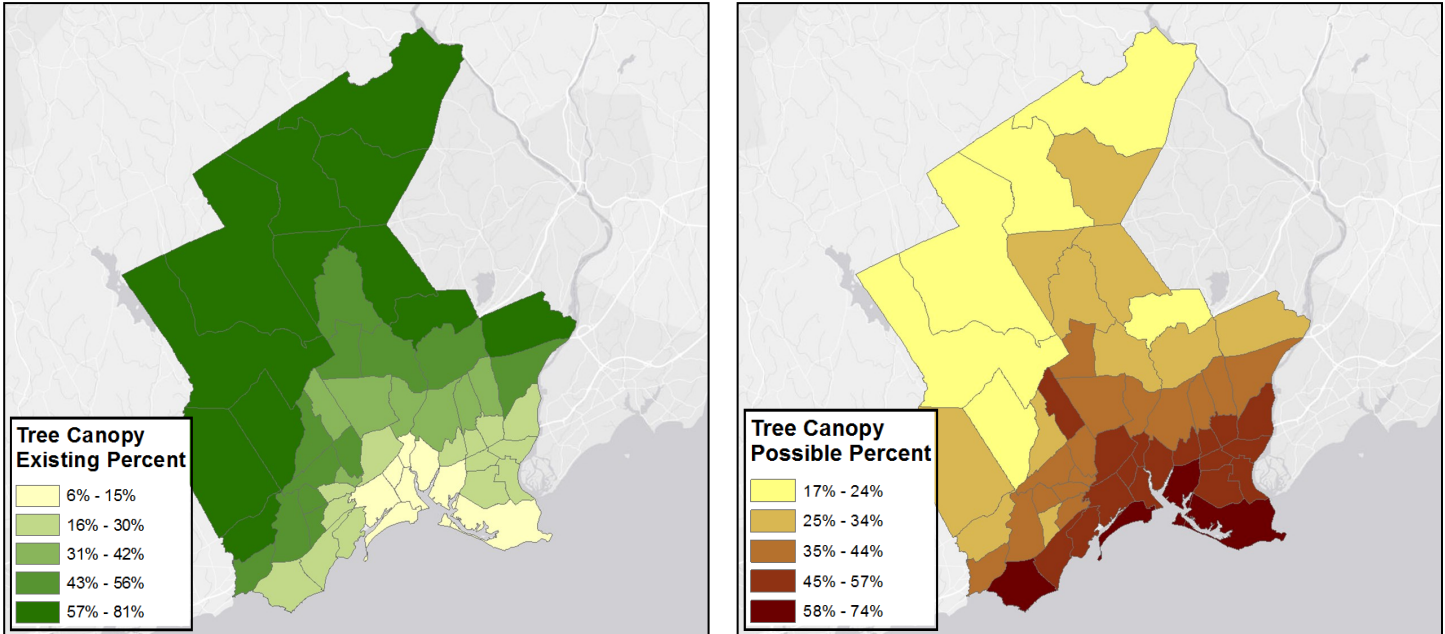 Tree Canopy
Existing Percent
6% - 15%
16% - 30%
31% - 42%
43% - 56%
57% - 81%
Tree Canopy
Possible Percent
17% - 24%
25% - 34%
35% - 44%
45% - 57%
58% - 74%